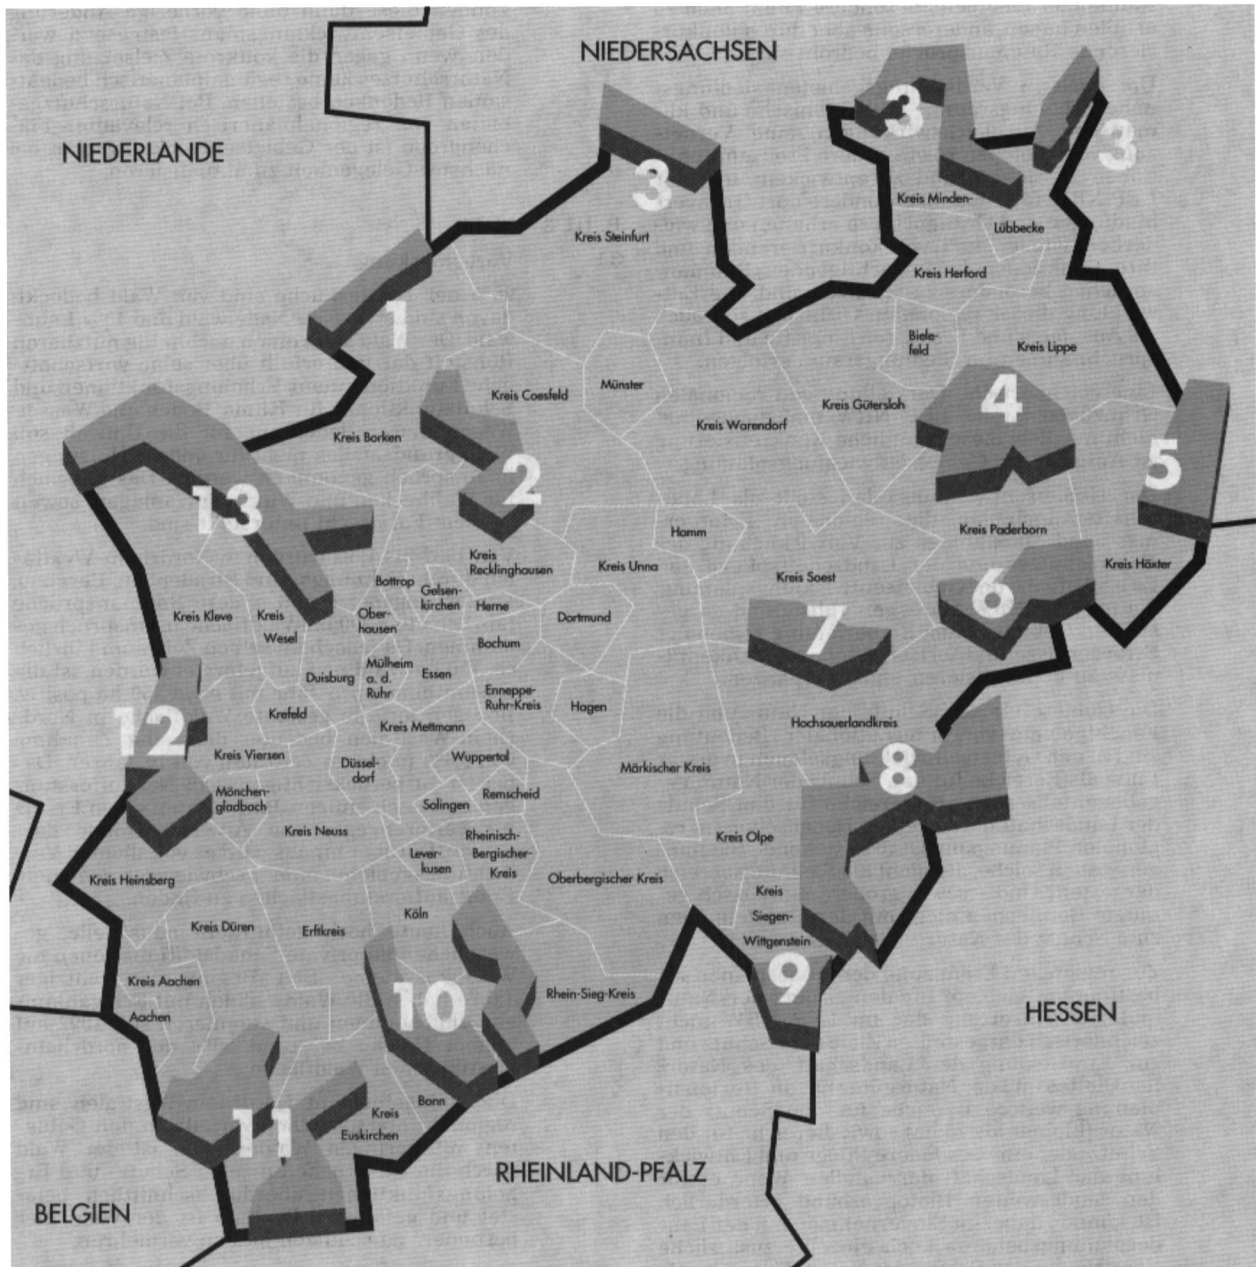 NIEDERSACHSEN
NIEDERLANDE
3
3
3
3
Kreis Minden-
Lübbecke
Kreis Steinfurt
Kreis Herford
1
Biele-
feld
Kreis Lippe
Münster
Kreis Coesfeld
4
Kreis Gütersloh
Kreis Warendorf
Kreis Borken
5
2
13
Kreis Paderborn
Hamm
Kreis
Recklinghausen
Kreis Unna
Kreis Höxter
Kreis Soest
Bottrop
Gelsen-
kirchen
6
Herne
Kreis Kleve
Kreis
Wesel
Ober-
hausen
Dortmund
7
Bochum
Duisburg
Mülheim
a. d.
Ruhr
Essen
Enneppe-
Ruhr-Kreis
Hagen
Krefeld
12
Kreis Mettmann
Hochsauerlandkreis
Kreis Viersen
Düssel-
dorf
Wuppertal
Märkischer Kreis
8
Mönchen-
gladbach
Solingen
Remscheid
Kreis Neuss
Rheinisch-
Bergischer-
Kreis
Kreis Olpe
Lever-
kusen
Kreis Heinsberg
Oberbergischer Kreis
Kreis
Siegen-
Wittgenstein
Köln
Kreis Düren
Erftkreis
Kreis Aachen
9
Rhein-Sieg-Kreis
10
Aachen
HESSEN
Bonn
Kreis
Euskirchen
11
RHEINLAND-PFALZ
BELGIEN